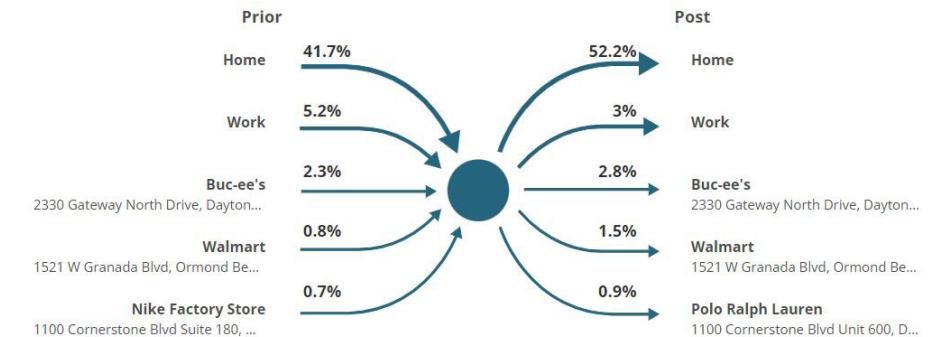 Prior
Post
Home
41.7%
52.2%
Home
Work
5.2%
3%
Work
Buc-ee's
2330 Gateway North Drive, Dayton...
2.3%
2.8%
Buc-ee's
2330 Gateway North Drive, Dayton...
Walmart
1521 W Granada Blvd, Ormond Be...
0.8%
1.5%
Walmart
1521 W Granada Blvd, Ormond Be...
Nike Factory Store
1100 Cornerstone Blvd Suite 180, ...
0.7%
0.9%
Polo Ralph Lauren
1100 Cornerstone Blvd Unit 600, D...